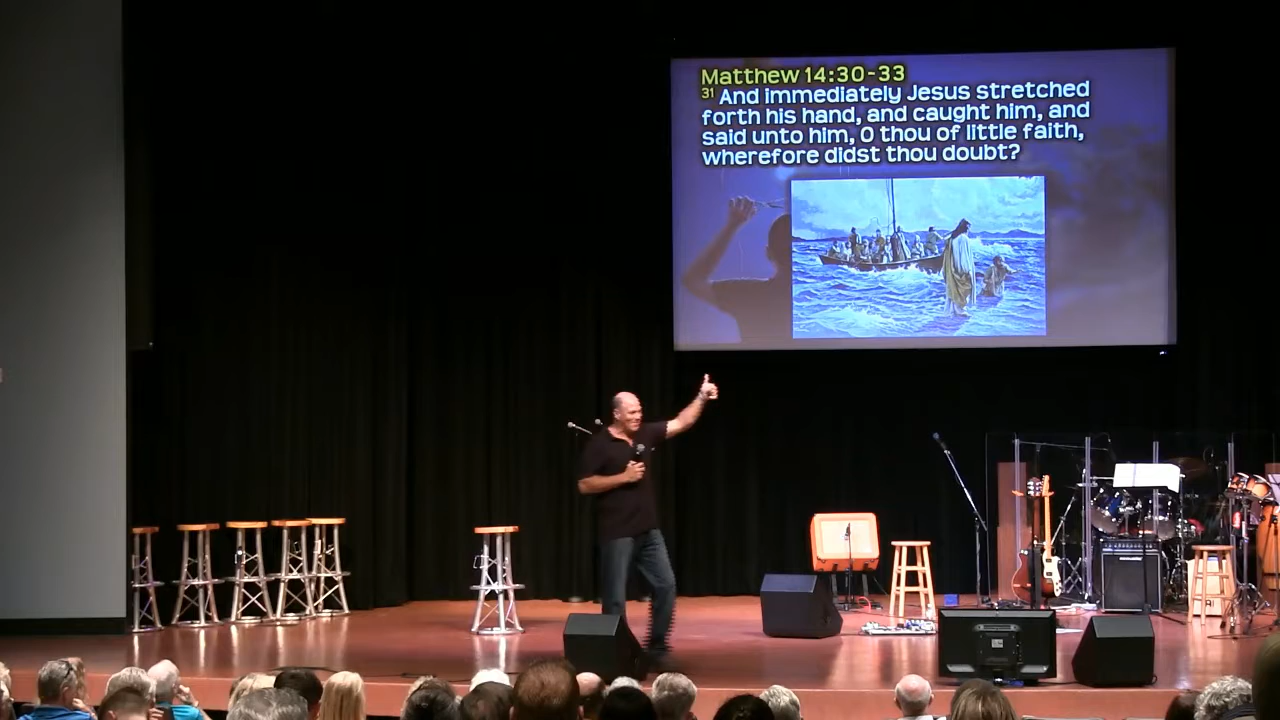 Matthew 14:30-33
31 And immediately Jesus stretched
forth his hand, and caught him, and
said unto him, O thou of little faith,
wherefore didst thou doubt?